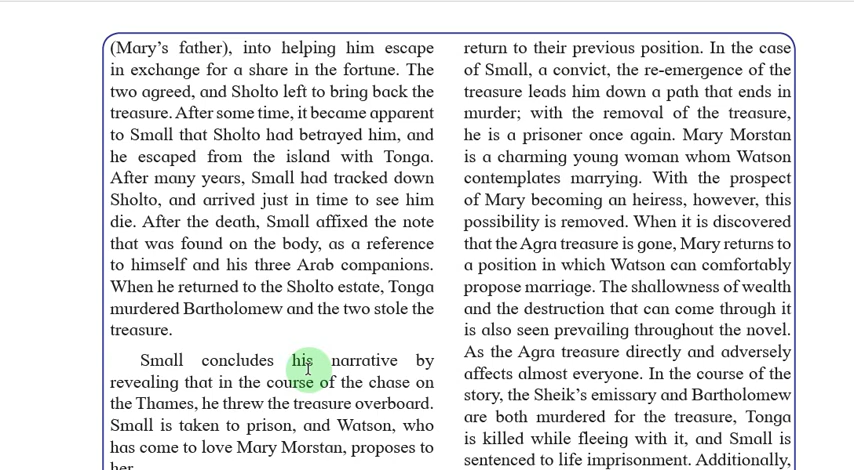 (Mary’s father), into helping him escape
in exchange for a share in the fortune. The
two agreed, and Sholto left to bring back the
treasure. After some time, it became apparent
to Small that Sholto had betrayed him, and
he escaped from the island with Tonga.
After many years, Small had tracked down
Sholto, and arrived just in time to see him
die. After the death, Small affixed the note
that was found on the body, as a reference
to himself and his three Arab companions.
When he returned to the Sholto estate, Tonga
murdered Bartholomew and the two stole the
treasure.
Small concludes his narrative by
revealing that in the course of the chase on
the Thames, he threw the treasure overboard.
Small is taken to prison, and Watson, who
has come to love Mary Morstan, proposes to
her.
return to their previous position. In the case
of Small, a convict, the re-emergence of the
treasure leads him down a path that ends in
murder; with the removal of the treasure,
he is a prisoner once again. Mary Morstan
is a charming young woman whom Watson
contemplates marrying. With the prospect
of Mary becoming an heiress, however, this
possibility is removed. When it is discovered
that the Agra treasure is gone, Mary returns to
a position in which Watson can comfortably
propose marriage. The shallowness of wealth
and the destruction that can come through it
is also seen prevailing throughout the novel.
As the Agra treasure directly and adversely
affects almost everyone. In the course of the
story, the Sheik’s emissary and Bartholomew
are both murdered for the treasure, Tonga
is killed while fleeing with it, and Small is
sentenced to life imprisonment. Additionally,